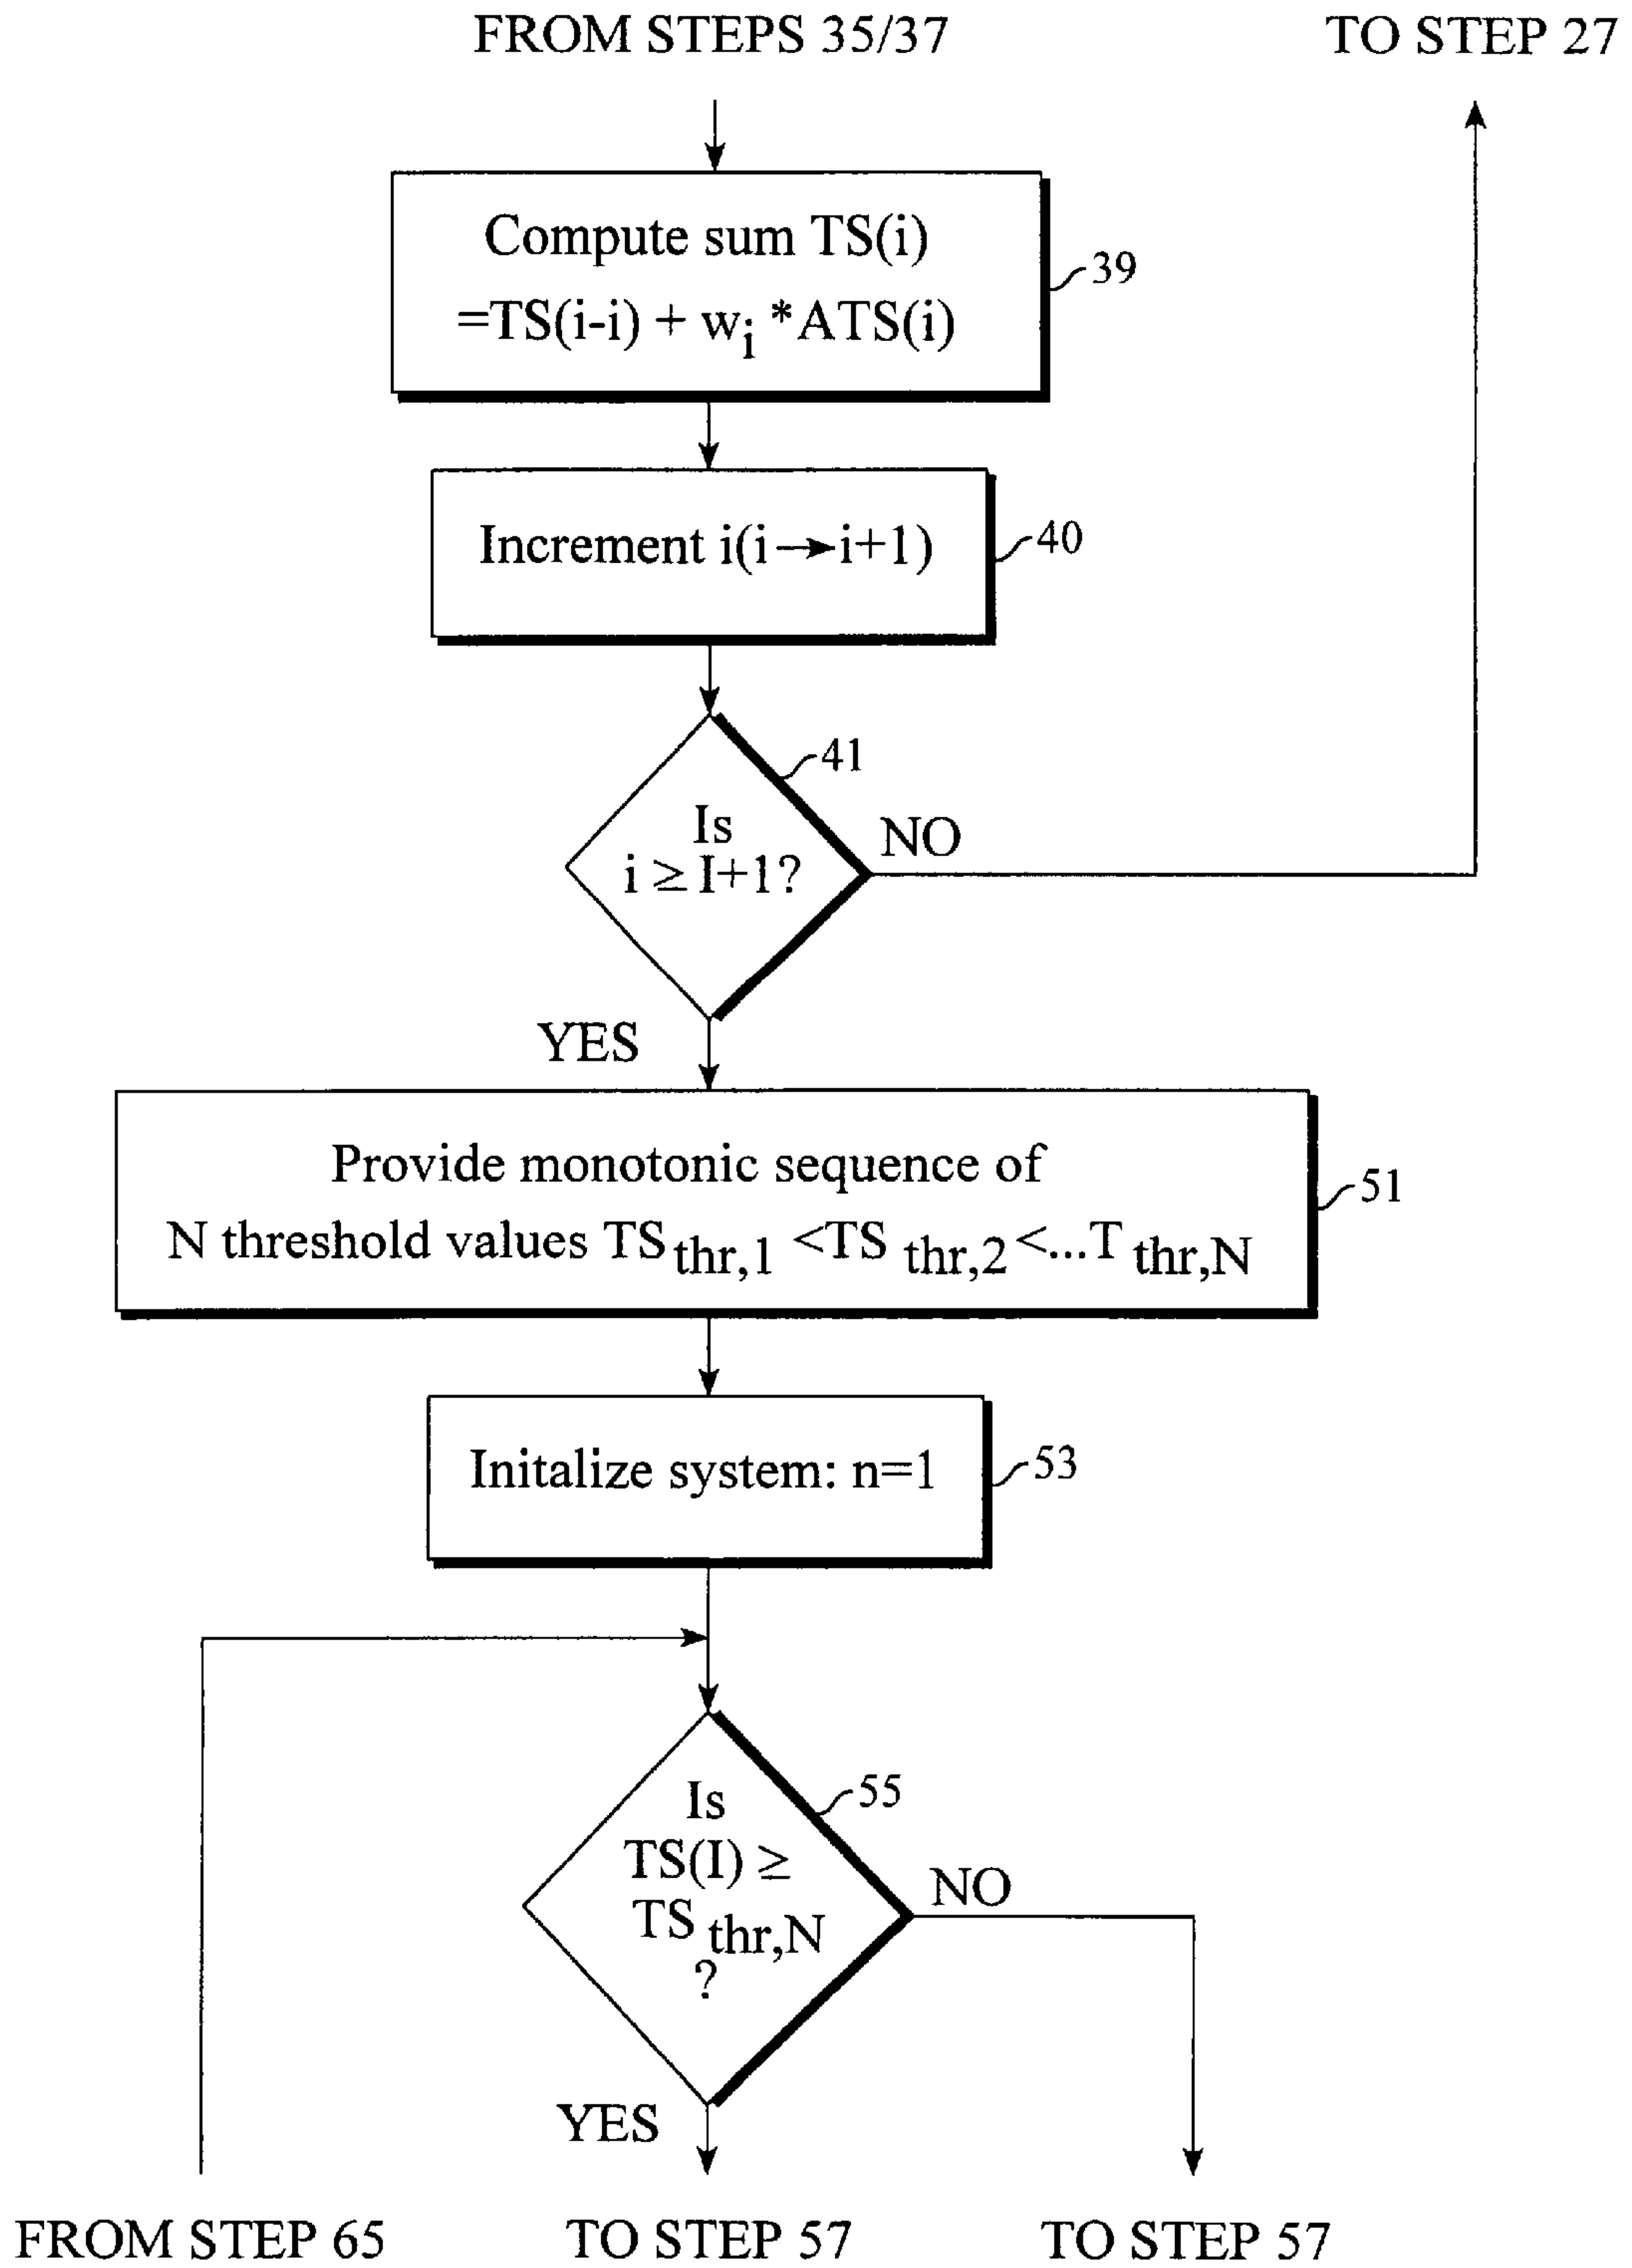 FROM STEPS 35/37
TO STEP 27
Compute sum TS(i)
=TS(i-i) + wi *ATS(i)
39
Increment i(i→i+1)
40
41
Is
i ≥ I+1?
NO
YES
Provide monotonic sequence of
N threshold values TS thr,1 <TS thr,2 <...T thr,N
51
Initalize system: n=1
53
55
Is
TS(I) ≥
TS thr,N
?
NO
YES
FROM STEP 65
TO STEP 57
TO STEP 57